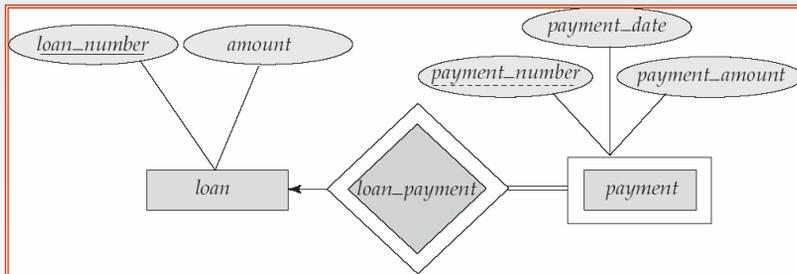 payment_date
loan_number
amount
payment_number
payment_amount
loan
loan_payment
payment